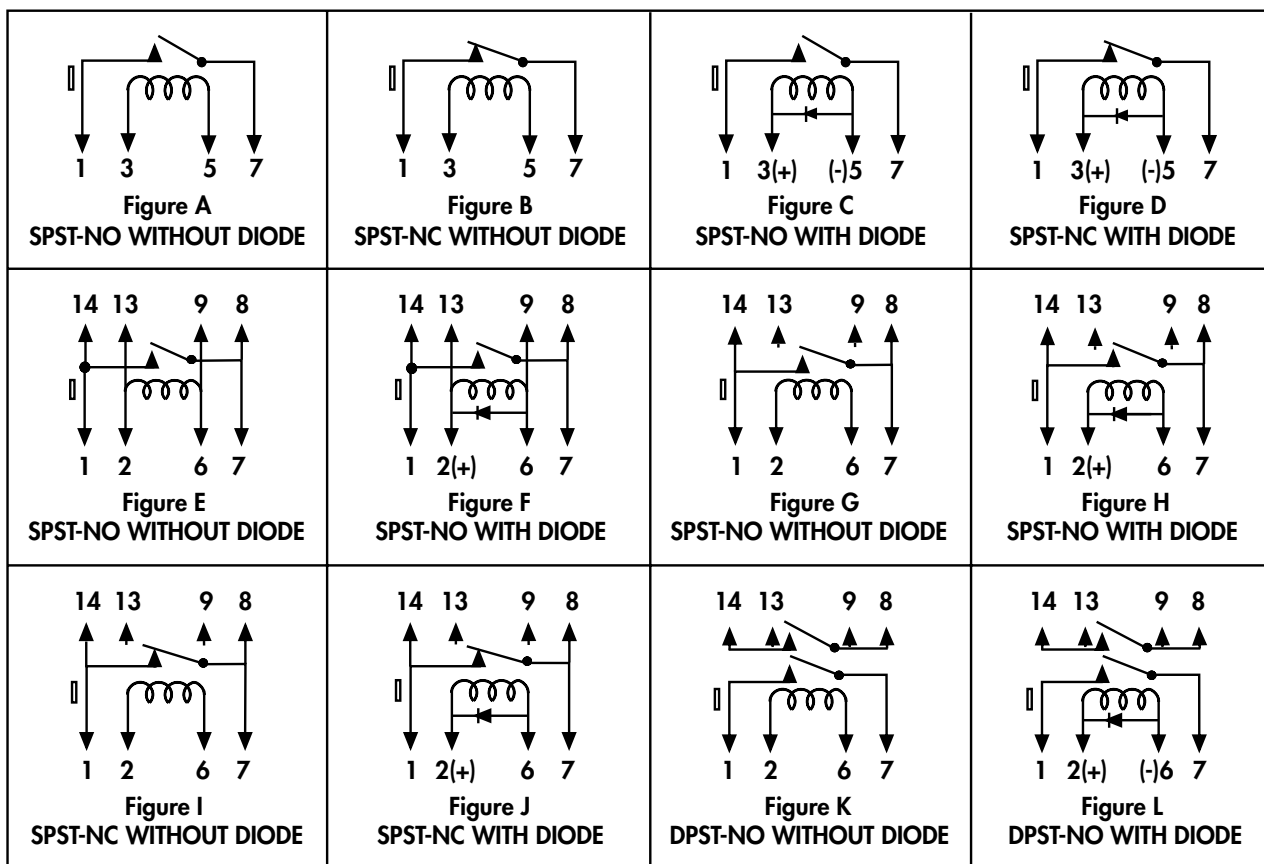 1 3 5 7
Figure A
SPST-NO WITHOUT DIODE
1 3 5 7
Figure B
SPST-NC WITHOUT DIODE
1 3(+) (-)5 7
Figure C
SPST-NO WITH DIODE
1 3(+) (-)5 7
Figure D
SPST-NC WITH DIODE
14 13 9 8
1 2 6 7
Figure E
SPST-NO WITHOUT DIODE
14 13 9 8
1 2(+) 6 7
Figure F
SPST-NO WITH DIODE
14 13 9 8
1 2 6 7
Figure G
SPST-NO WITHOUT DIODE
14 13 9 8
1 2(+) 6 7
Figure H
SPST-NO WITH DIODE
14 13 9 8
1 2 6 7
Figure I
SPST-NC WITHOUT DIODE
14 13 9 8
1 2(+) 6 7
Figure J
SPST-NC WITH DIODE
14 13 9 8
1 2 6 7
Figure K
DPST-NO WITHOUT DIODE
14 13 9 8
1 2(+) (-)6 7
Figure L
DPST-NO WITH DIODE